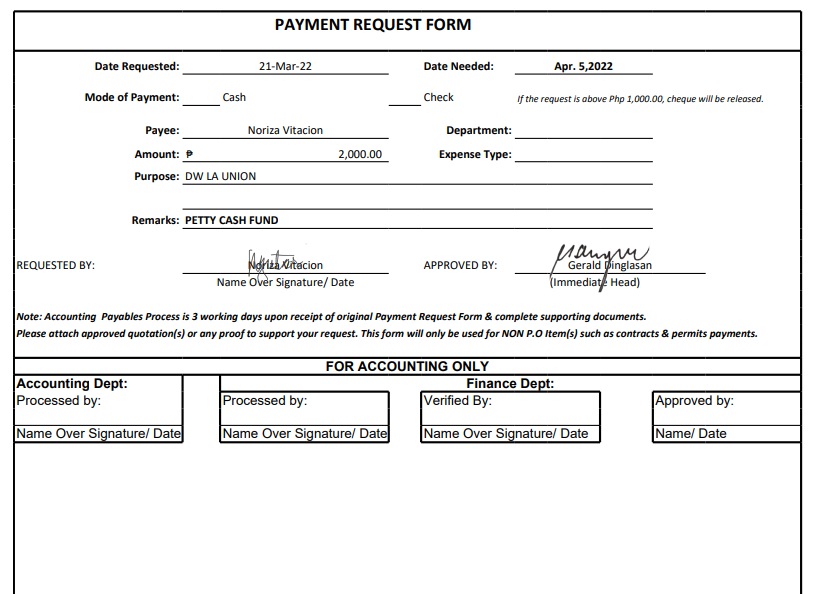 PAYMENT REQUEST FORM
Date Requested: 21-Mar-22 Date Needed: Apr. 5,2022
Mode of Payment: Cash Check If the request is above Php 1,000.00, cheque will be released.
Payee: Noriza Vitacion Department:
Amount: ₱ 2,000.00 Expense Type:
Purpose: DW LA UNION
Remarks: PETTY CASH FUND
REQUESTED BY: Noriza Vitacion APPROVED BY: Gerald Dinglasan
Name Over Signature/ Date (Immediate Head)
Note: Accounting Payables Process is 3 working days upon receipt of original Payment Request Form & complete supporting documents.
Please attach approved quotation(s) or any proof to support your request. This form will only be used for NON P.O Item(s) such as contracts & permits payments.
FOR ACCOUNTING ONLY
Accounting Dept: Finance Dept:
Processed by: Processed by: Verified By: Approved by:
Name Over Signature/ Date Name Over Signature/ Date Name Over Signature/ Date Name/ Date